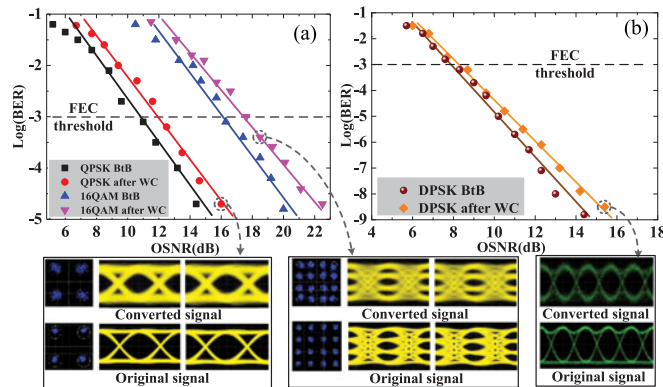 (a)
(b)
-1
-2
-3
-4
-5
Log(BER)
FEC
threshold
QPSK BtB
QPSK after WC
16QAM BtB
16QAM after WC
6 8 10 12 14 16 18 20 22
OSNR(dB)
-1
-2
-3
-4
-5
-6
-7
-8
-9
Log(BER)
FEC
threshold
DPSK BtB
DPSK after WC
4 6 8 10 12 14 16 18
OSNR(dB)
Converted signal
Original signal
Converted signal
Original signal
Converted signal
Original signal